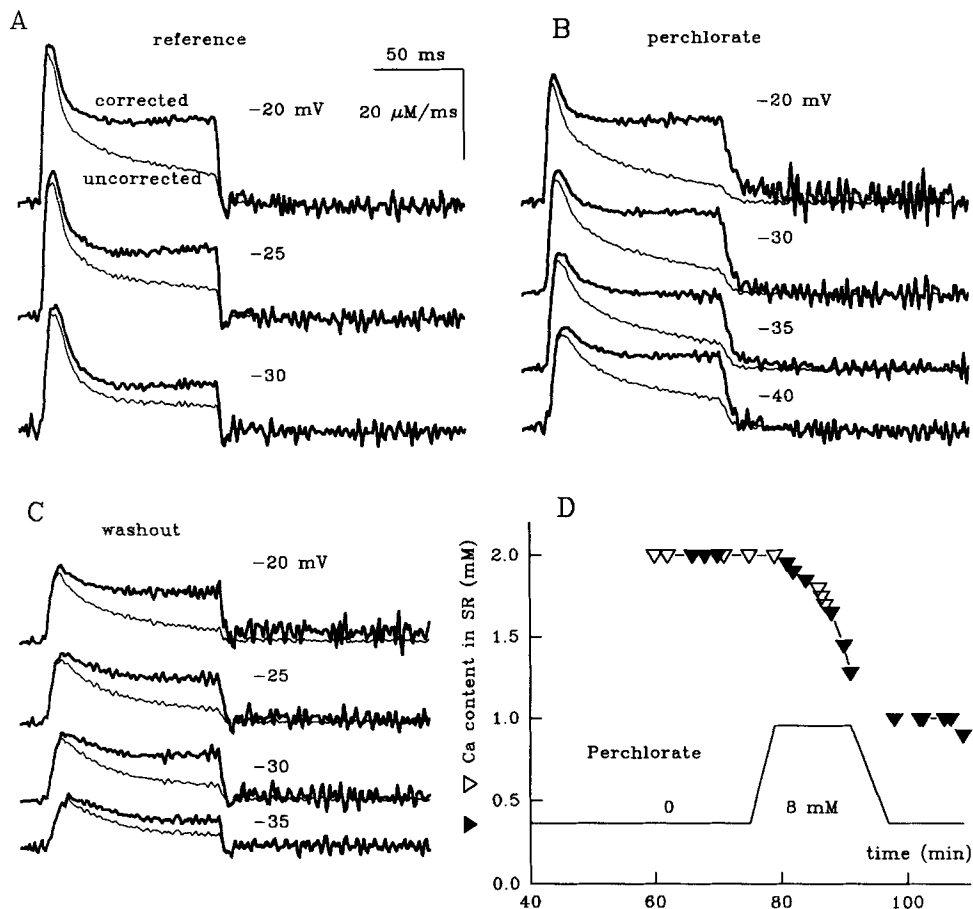 A
reference
50 ms
20 μM/ms
corrected
-20 mV
uncorrected
-25
-30
B
perchlorate
-20 mV
-30
-35
-40
C
washout
-20 mV
-25
-30
-35
D
▼ ▽ Ca content in SR (mM)
2.0
1.5
1.0
0.5
0.0
Perchlorate
0
8 mM
time (min)
40
60
80
100